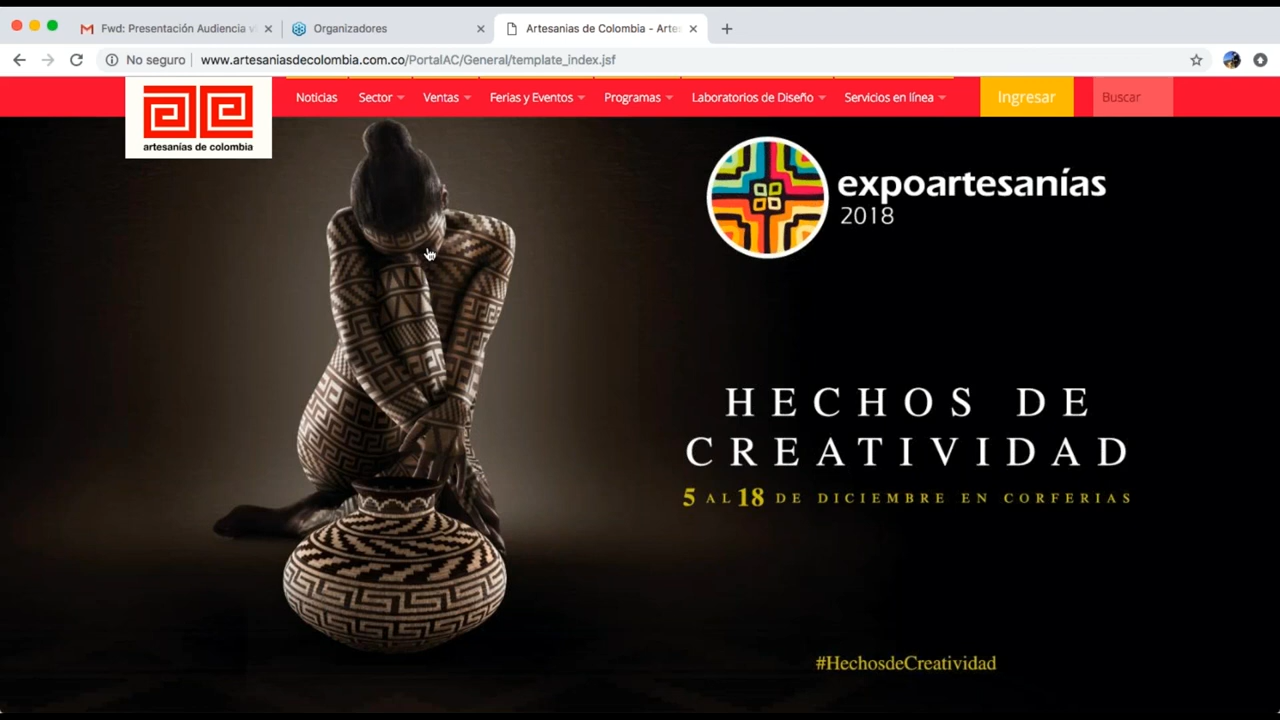 Fwd: Presentación Audiencia
Organizadores
Artesanias de Colombia - Arte
No seguro
www.artesaniasdecolombia.com.co/PortalAC/General/template_index.jsf
artesanías de colombia
Noticias
Sector
Ventas
Ferias y Eventos
Programas
Laboratorios de Diseño
Servicios en línea
Ingresar
Buscar
expoartesanías
2018
HECHOS DE
CREATIVIDAD
5 AL 18 DE DICIEMBRE EN CORFERIAS
#HechosdeCreatividad